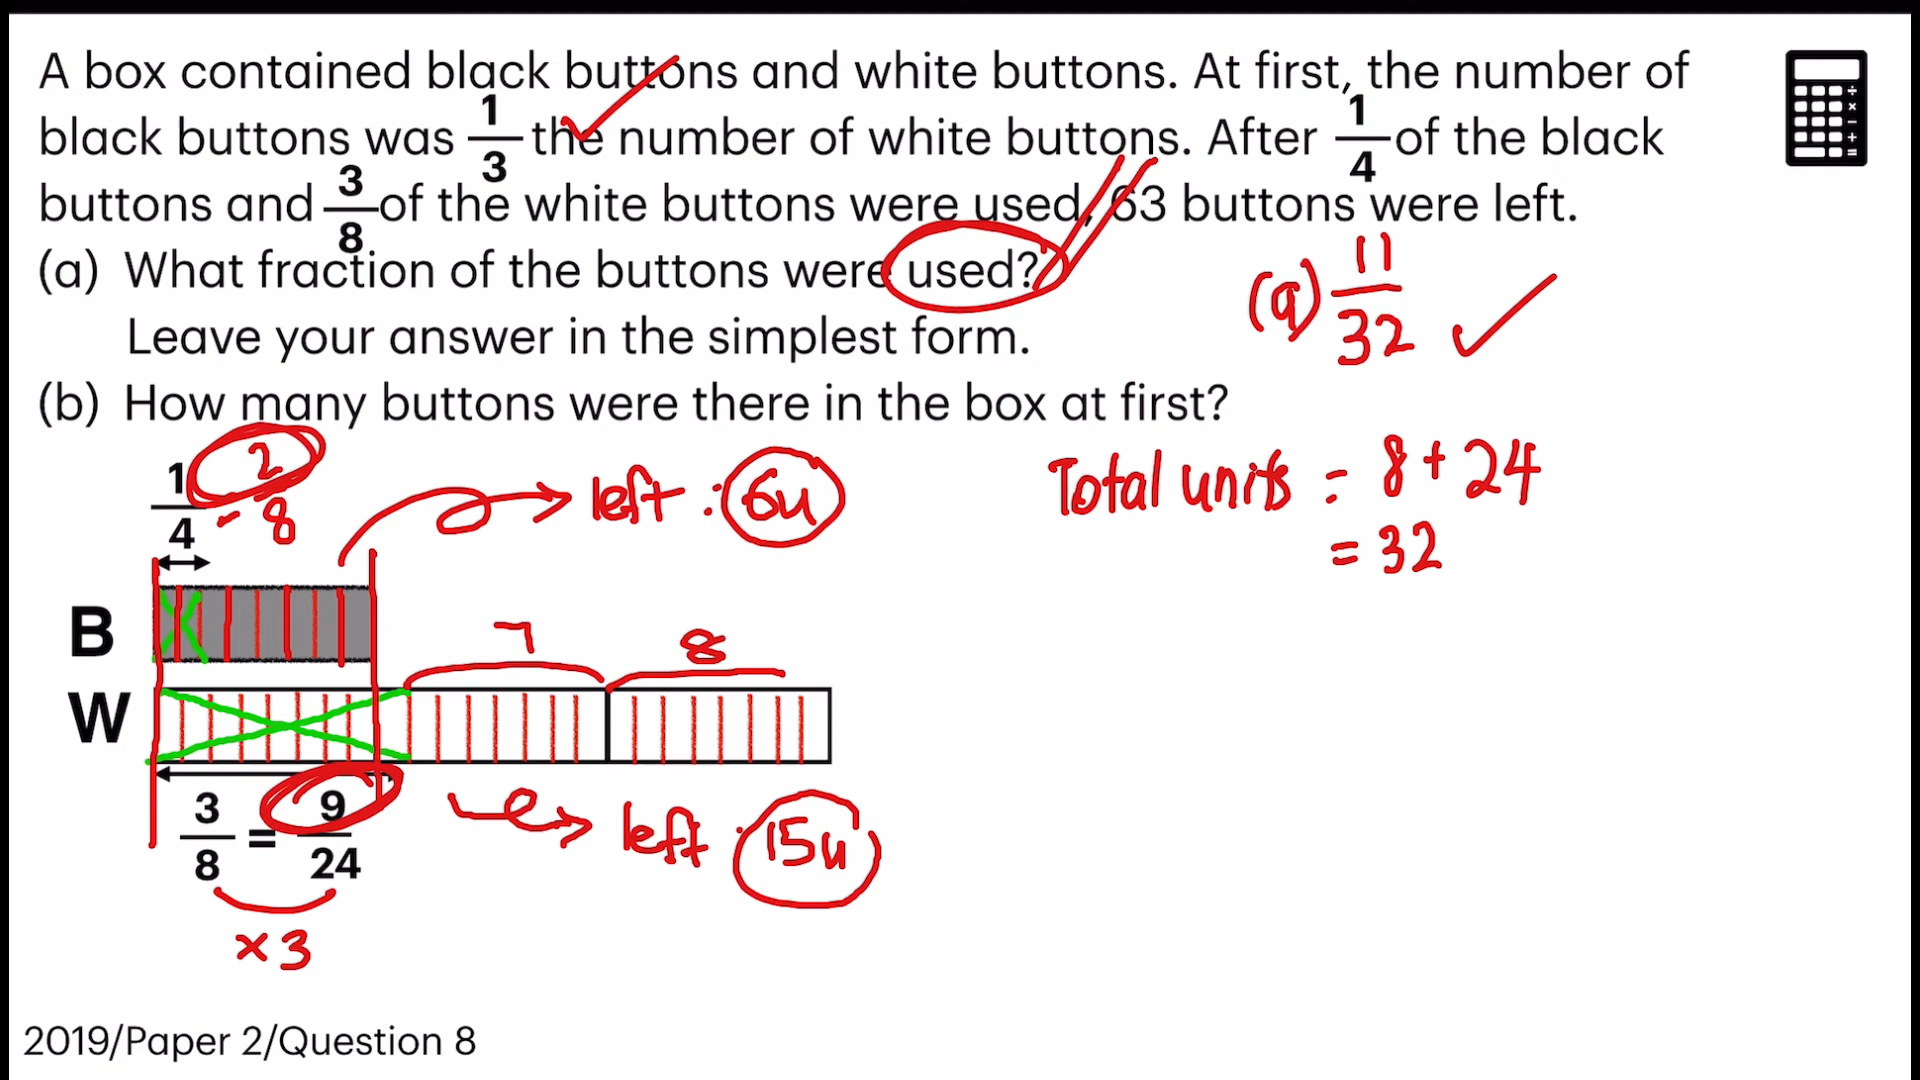 A box contained black buttons and white buttons. At first, the number of
black buttons was 1/3 the number of white buttons. After 1/4 of the black
buttons and 3/8 of the white buttons were used, 63 buttons were left.
(a) What fraction of the buttons were used?
Leave your answer in the simplest form.
(a) 11/32
(b) How many buttons were there in the box at first?
1/4 = 2/8
left : 6u
Total units = 8 + 24
= 32
B
7
8
W
3/8 = 9/24
left : 15u
×3
2019/Paper 2/Question 8